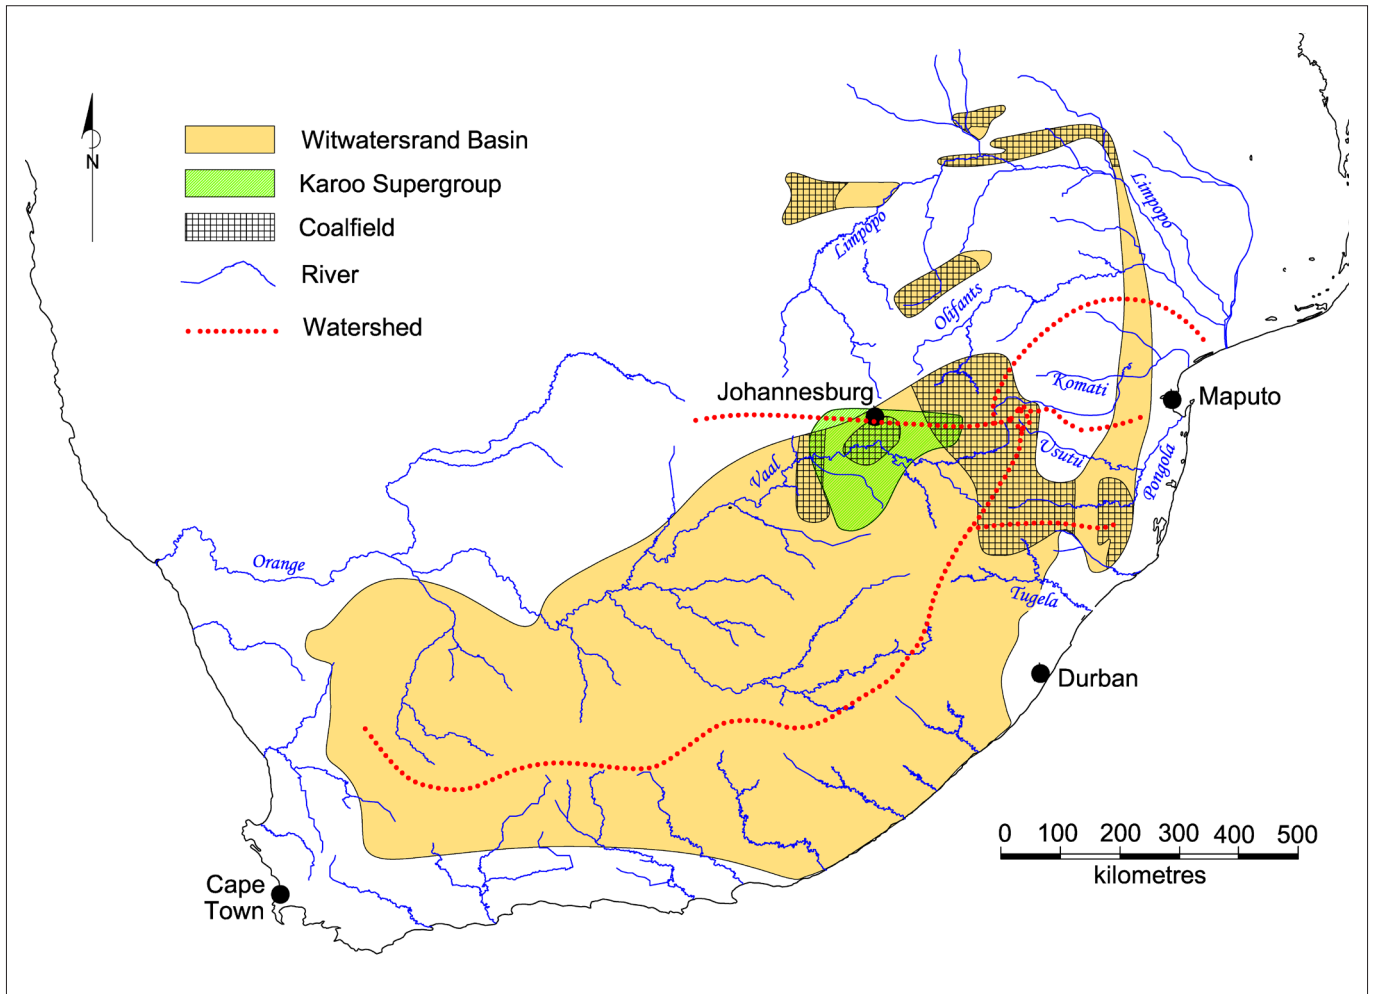 N
Witwatersrand Basin
Karoo Supergroup
Coalfield
River
Watershed
Limpopo
Limpopo
Olifants
Johannesburg
Komati
Maputo
Usutu
Vaal
Pongola
Orange
Tugela
Durban
0 100 200 300 400 500
kilometres
Cape
Town